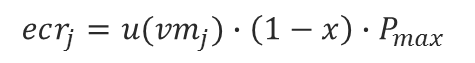 ecr_j = u(vm_j) · (1 − x) · P_max